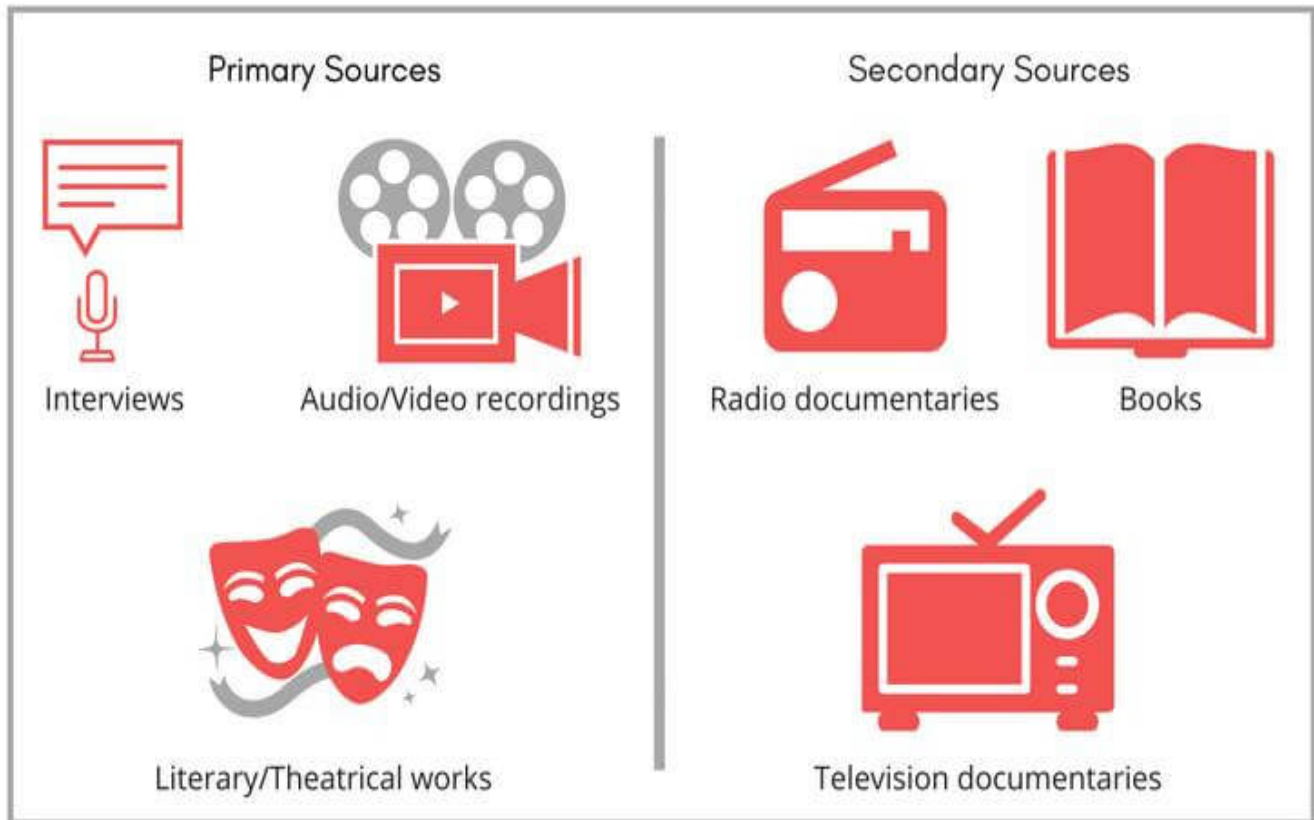 Primary Sources
Interviews
Audio/Video recordings
Literary/Theatrical works
Secondary Sources
Radio documentaries
Books
Television documentaries